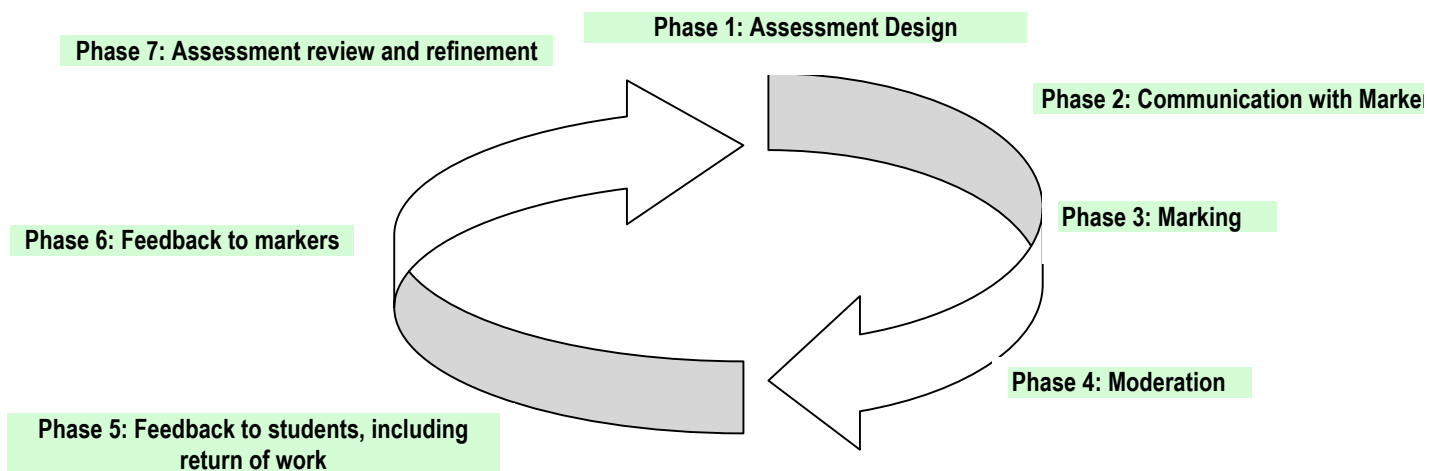 Phase 1: Assessment Design
Phase 2: Communication with Marke
Phase 3: Marking
Phase 4: Moderation
Phase 5: Feedback to students, including
return of work
Phase 6: Feedback to markers
Phase 7: Assessment review and refinement